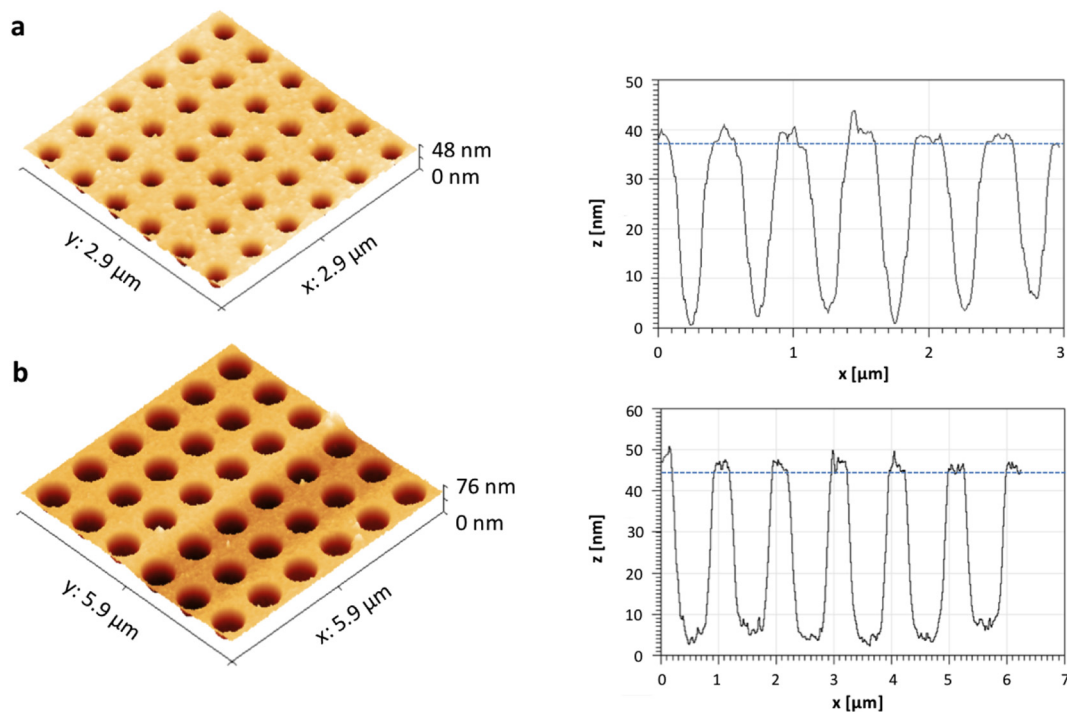 a
48 nm
0 nm
y: 2.9 µm
x: 2.9 µm
50
40
30
20
10
0
z [nm]
0 1 2 3
x [µm]
b
76 nm
0 nm
y: 5.9 µm
x: 5.9 µm
60
50
40
30
20
10
0
z [nm]
0 1 2 3 4 5 6 7
x [µm]